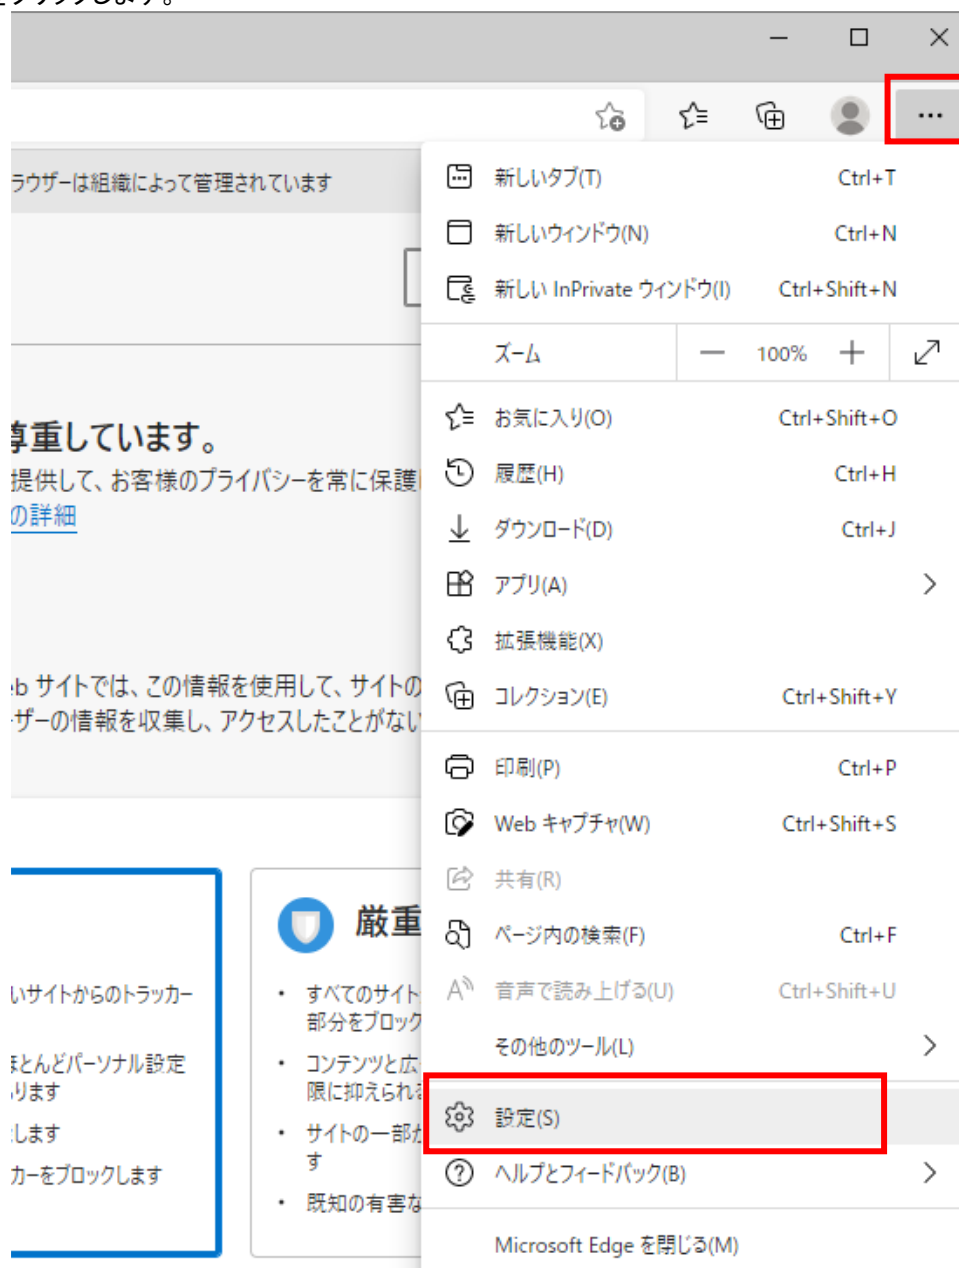 クリックします。
ラウザーは組織によって管理されています
新しいタブ(T) Ctrl+T
新しいウィンドウ(N) Ctrl+N
新しい InPrivate ウィンドウ(I) Ctrl+Shift+N
ズーム 100%
お気に入り(O) Ctrl+Shift+O
尊重しています。
履歴(H) Ctrl+H
提供して、お客様のプライバシーを常に保護
の詳細
ダウンロード(D) Ctrl+J
アプリ(A)
拡張機能(X)
eb サイトでは、この情報を使用して、サイトの
コレクション(E) Ctrl+Shift+Y
ーザーの情報を収集し、アクセスしたことがない
印刷(P) Ctrl+P
Web キャプチャ(W) Ctrl+Shift+S
共有(R)
厳重
ページ内の検索(F) Ctrl+F
いサイトからのトラッカー
すべてのサイト
部分をブロック
音声で読み上げる(U) Ctrl+Shift+U
ほとんどパーソナル設定
ります
コンテンツと広
限に抑えられ
その他のツール(L)
します
サイトの一部が
す
設定(S)
カーをブロックします
既知の有害な
ヘルプとフィードバック(B)
Microsoft Edge を閉じる(M)